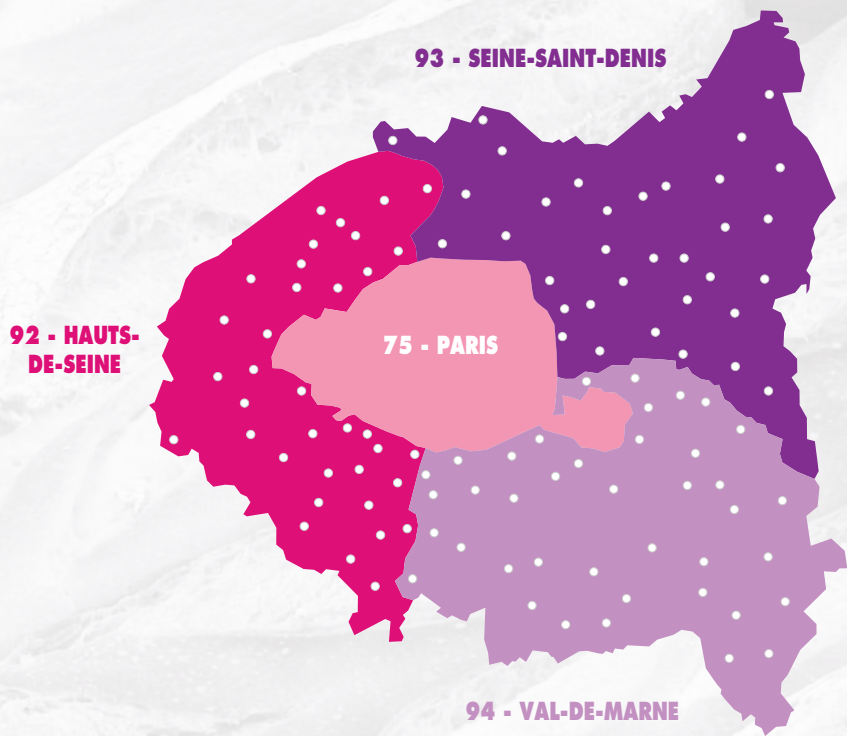 93 - SEINE-SAINT-DENIS
92 - HAUTS-
DE-SEINE
75 - PARIS
94 - VAL-DE-MARNE